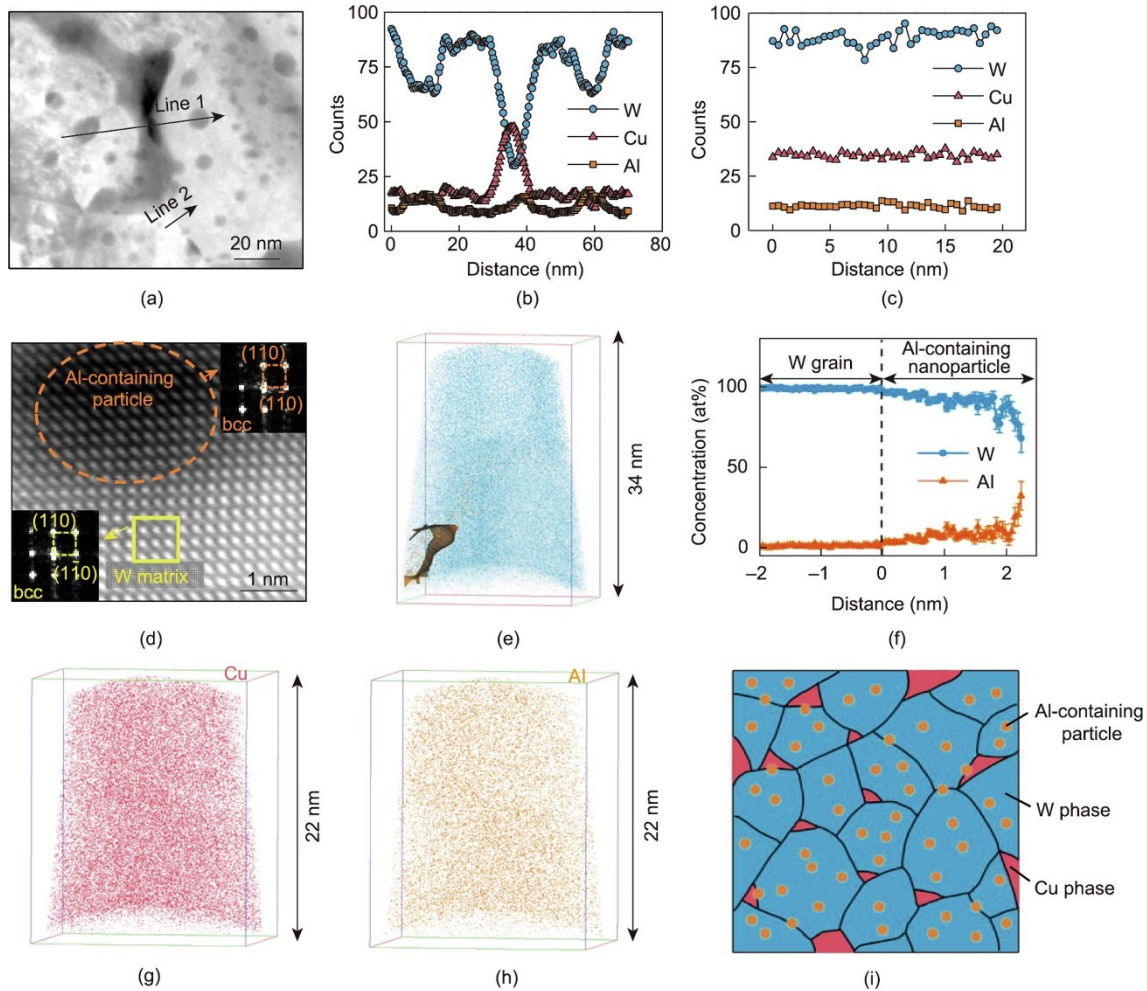 Line 1
Line 2
20 nm
(a)
100
75
50
25
0
Counts
W
Cu
Al
0 20 40 60 80
Distance (nm)
(b)
100
75
50
25
0
Counts
W
Cu
Al
0 5 10 15 20
Distance (nm)
(c)
(110)
Al-containing
particle
(11̄0)
bcc
(110)
(11̄0)
W matrix
bcc
1 nm
(d)
34 nm
(e)
W grain
Al-containing
nanoparticle
100
50
0
Concentration (at%)
W
Al
−2 −1 0 1 2
Distance (nm)
(f)
Cu
22 nm
(g)
Al
22 nm
(h)
Al-containing
particle
W phase
Cu phase
(i)